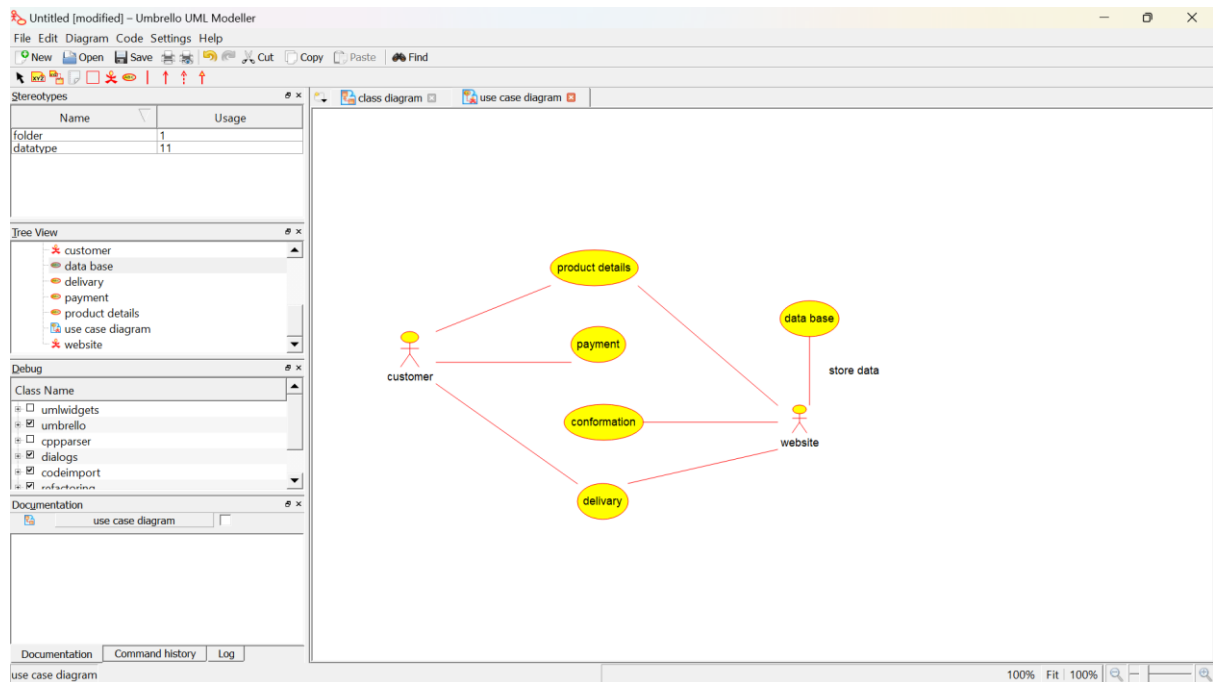 Untitled [modified] – Umbrello UML Modeller
File Edit Diagram Code Settings Help
New Open Save Cut Copy Paste Find
Stereotypes
class diagram use case diagram
Name Usage
folder 1
datatype 11
Tree View
customer
data base
delivary
payment
product details
use case diagram
website
Debug
Class Name
umlwidgets
umbrello
cppparser
dialogs
codeimport
refactoring
Documentation
use case diagram
Documentation Command history Log
use case diagram
product details
data base
payment
store data
customer
conformation
website
delivary
100% Fit 100%